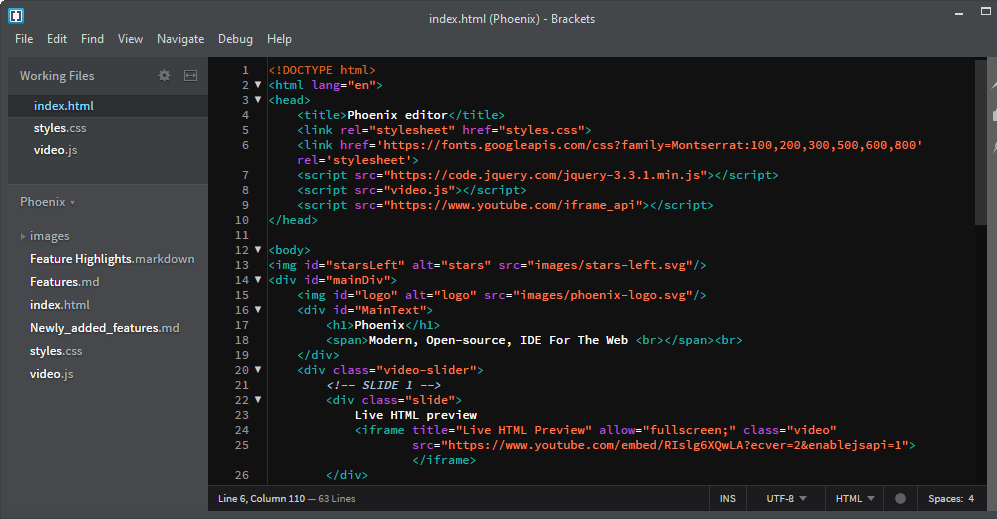 index.html (Phoenix) - Brackets
File Edit Find View Navigate Debug Help
Working Files
index.html
styles.css
video.js
Phoenix
images
Feature Highlights.markdown
Features.md
index.html
Newly_added_features.md
styles.css
video.js
1 <!DOCTYPE html>
2 <html lang="en">
3 <head>
4 <title>Phoenix editor</title>
5 <link rel="stylesheet" href="styles.css">
6 <link href='https://fonts.googleapis.com/css?family=Montserrat:100,200,300,500,600,800'
rel='stylesheet'>
7 <script src="https://code.jquery.com/jquery-3.3.1.min.js"></script>
8 <script src="video.js"></script>
9 <script src="https://www.youtube.com/iframe_api"></script>
10 </head>
11
12 <body>
13 <img id="starsLeft" alt="stars" src="images/stars-left.svg"/>
14 <div id="mainDiv">
15 <img id="logo" alt="logo" src="images/phoenix-logo.svg"/>
16 <div id="MainText">
17 <h1>Phoenix</h1>
18 <span>Modern, Open-source, IDE For The Web <br></span><br>
19 </div>
20 <div class="video-slider">
21 <!-- SLIDE 1 -->
22 <div class="slide">
23 Live HTML preview
24 <iframe title="Live HTML Preview" allow="fullscreen;" class="video"
25 src="https://www.youtube.com/embed/RIslg6XQwLA?ecver=2&enablejsapi=1">
</iframe>
26 </div>
Line 6, Column 110 — 63 Lines
INS UTF-8 HTML Spaces: 4